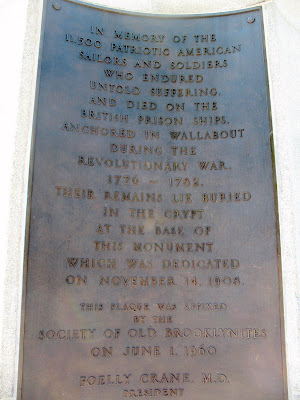 IN MEMORY OF THE
11,500 PATRIOTIC AMERICAN
SAILORS AND SOLDIERS
WHO ENDURED
UNTOLD SUFFERING,
AND DIED ON THE
BRITISH PRISON SHIPS,
ANCHORED IN WALLABOUT
DURING THE
REVOLUTIONARY WAR,
1776 – 1782.
THEIR REMAINS LIE BURIED
IN THE CRYPT
AT THE BASE OF
THIS MONUMENT
WHICH WAS DEDICATED
ON NOVEMBER 14, 1908.
THIS PLAQUE WAS AFFIXED
BY THE
SOCIETY OF OLD BROOKLYNITES
ON JUNE 1, 1960
CRANE, M.D.
PRESIDENT